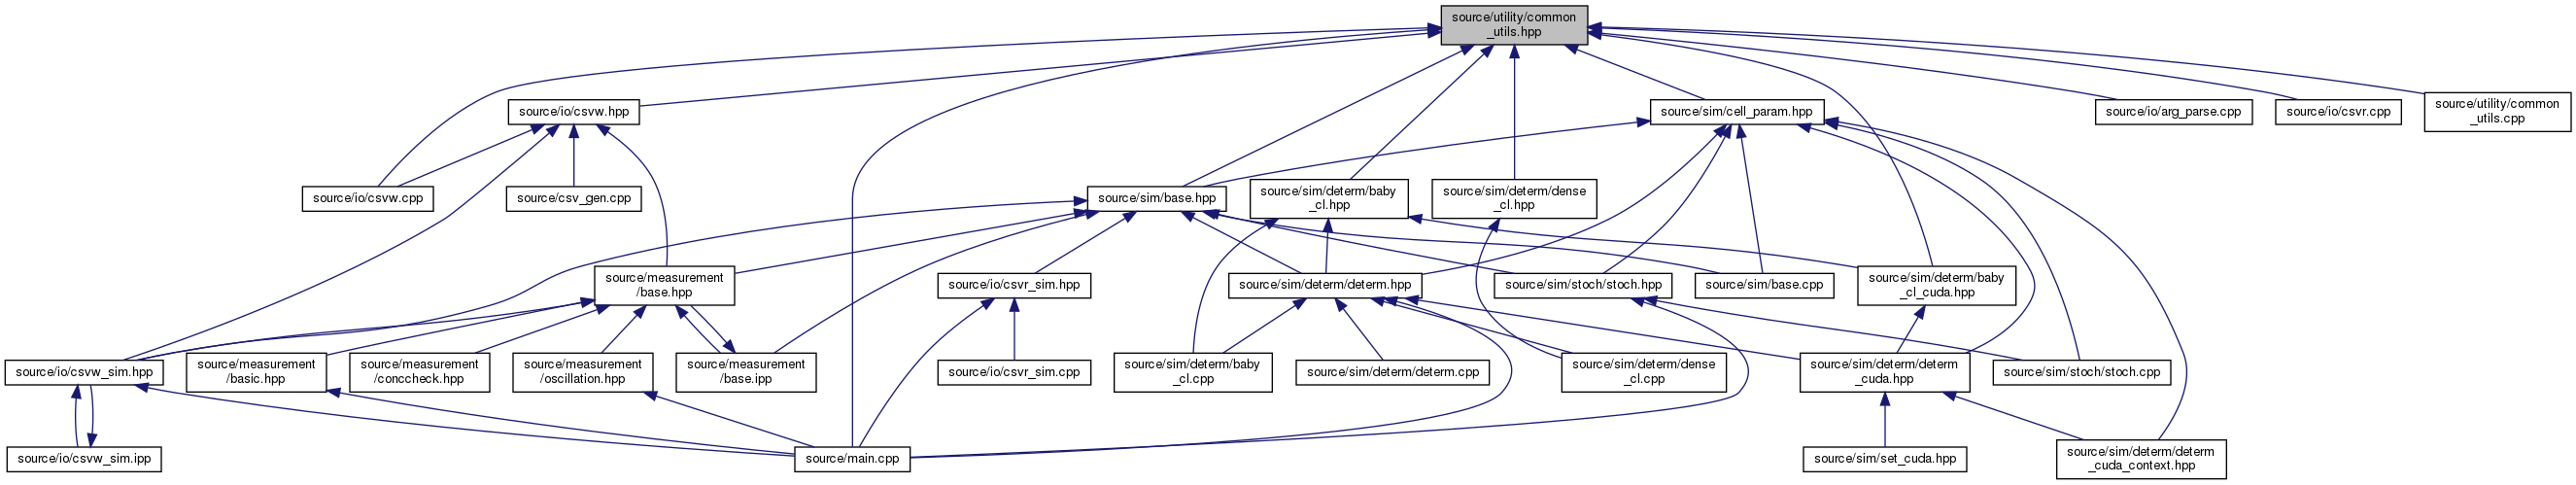 source/utility/common
_utils.hpp
source/io/csvw.hpp
source/sim/cell_param.hpp
source/io/arg_parse.cpp
source/io/csvr.cpp
source/utility/common
_utils.cpp
source/io/csvw.cpp
source/csv_gen.cpp
source/sim/base.hpp
source/sim/determ/baby
_cl.hpp
source/sim/determ/dense
_cl.hpp
source/measurement
/base.hpp
source/io/csvr_sim.hpp
source/sim/determ/determ.hpp
source/sim/stoch/stoch.hpp
source/sim/base.cpp
source/sim/determ/baby
_cl_cuda.hpp
source/io/csvw_sim.hpp
source/measurement
/basic.hpp
source/measurement
/conccheck.hpp
source/measurement
/oscillation.hpp
source/measurement
/base.ipp
source/io/csvr_sim.cpp
source/sim/determ/baby
_cl.cpp
source/sim/determ/determ.cpp
source/sim/determ/dense
_cl.cpp
source/sim/determ/determ
_cuda.hpp
source/sim/stoch/stoch.cpp
source/io/csvw_sim.ipp
source/main.cpp
source/sim/set_cuda.hpp
source/sim/determ/determ
_cuda_context.hpp